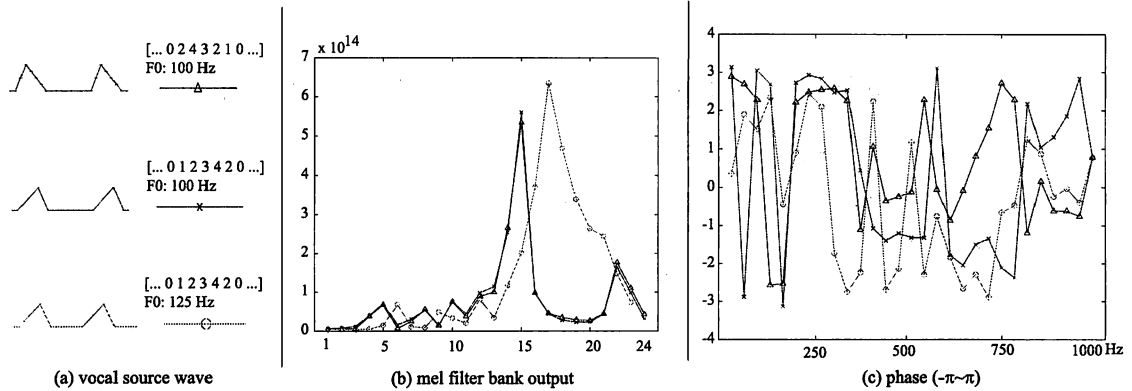 [... 0 2 4 3 2 1 0 ...]
F0: 100 Hz
[... 0 1 2 3 4 2 0 ...]
F0: 100 Hz
[... 0 1 2 3 4 2 0 ...]
F0: 125 Hz
(a) vocal source wave
7 x 10^14
6
5
4
3
2
1
0
1 5 10 15 20 24
(b) mel filter bank output
4
3
2
1
0
-1
-2
-3
-4
250 500 750 1000 Hz
(c) phase (-π~π)